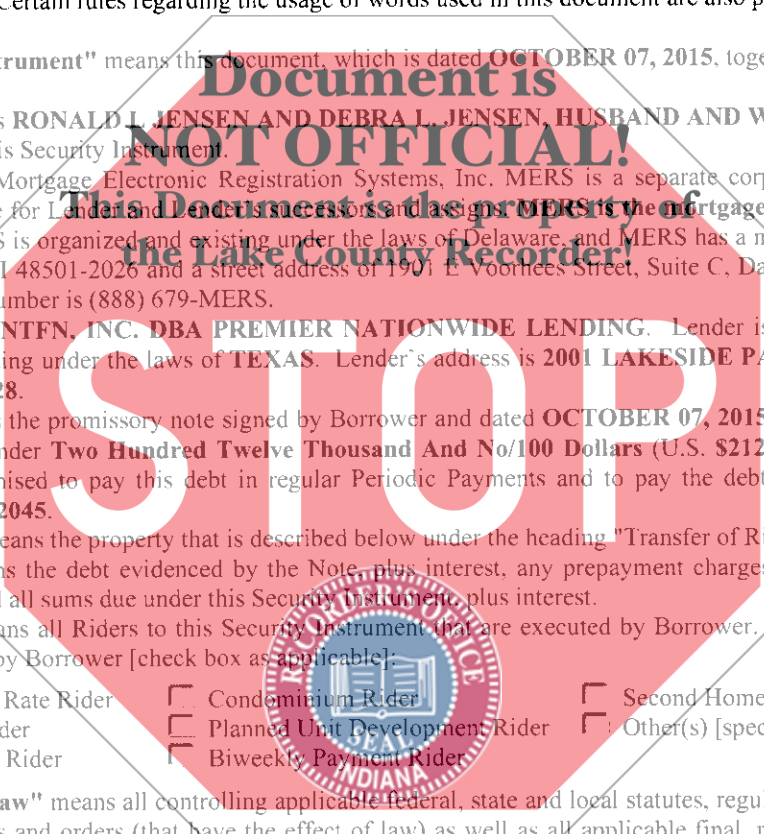 Certain rules regarding the usage of words used in this document are also p
trument" means this document, which is dated OCTOBER 07, 2015, toge
Document is
s RONALD L JENSEN AND DEBRA L. JENSEN, HUSBAND AND W
NOT OFFICIAL!
is Security Instrument.
Mortgage Electronic Registration Systems, Inc. MERS is a separate corp
This Document is the property of
e for Lender and Lender's successors and assigns. MERS is the mortgage
S is organized and existing under the laws of Delaware, and MERS has a m
the Lake County Recorder!
I 48501-2026 and a street address of 1901 E Voorhees Street, Suite C, Da
umber is (888) 679-MERS.
NTFN, INC. DBA PREMIER NATIONWIDE LENDING. Lender is
ing under the laws of TEXAS. Lender's address is 2001 LAKESIDE PA
28.
STOP
s the promissory note signed by Borrower and dated OCTOBER 07, 2015
nder Two Hundred Twelve Thousand And No/100 Dollars (U.S. $212
mised to pay this debt in regular Periodic Payments and to pay the debt
2045.
eans the property that is described below under the heading "Transfer of Ri
ns the debt evidenced by the Note, plus interest, any prepayment charges
l all sums due under this Security Instrument, plus interest.
ans all Riders to this Security Instrument that are executed by Borrower.
by Borrower [check box as applicable]:
Rate Rider Condominium Rider Second Home
der Planned Unit Development Rider Other(s) [spec
Rider Biweekly Payment Rider
SEAL
INDIANA
aw" means all controlling applicable federal, state and local statutes, regul
s and orders (that have the effect of law) as well as all applicable final,